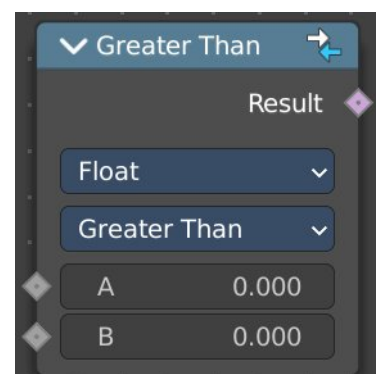 Greater Than
Result
Float
Greater Than
A 0.000
B 0.000